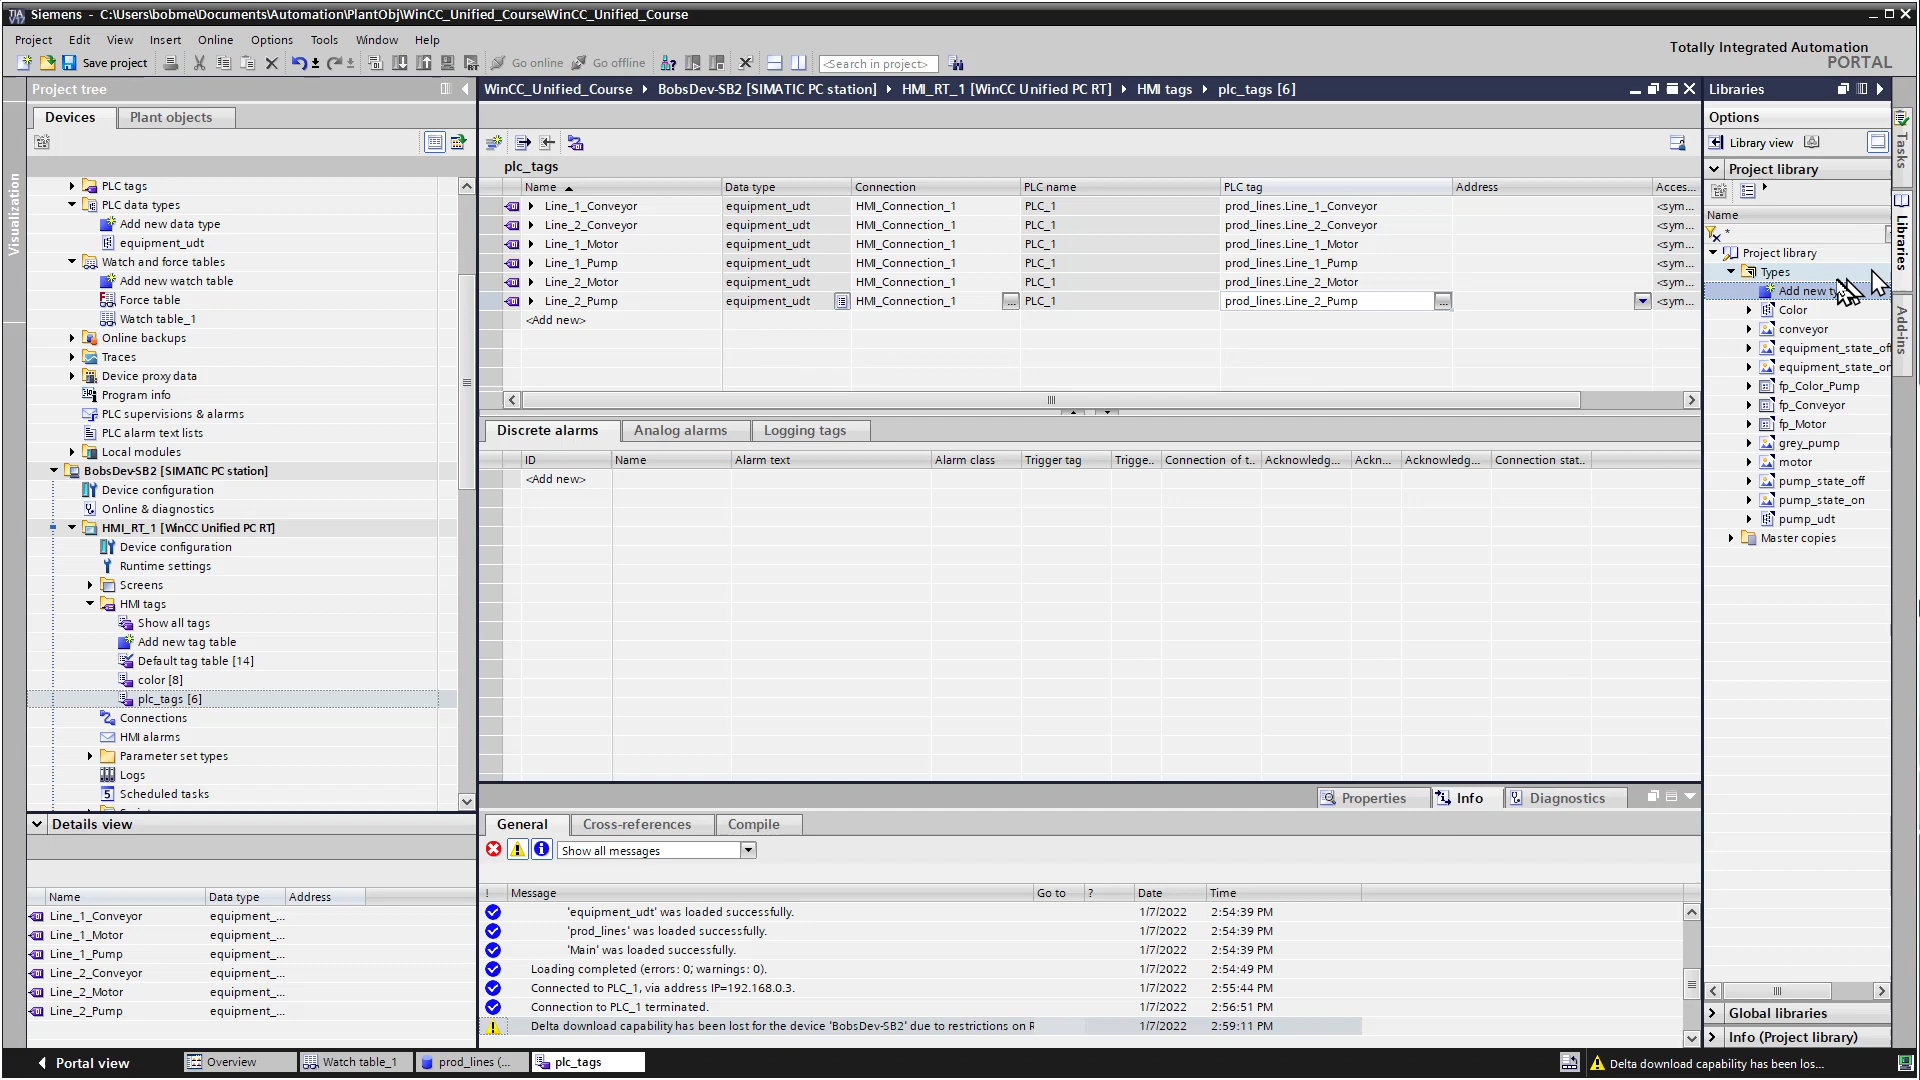 Siemens - C:\Users\bobme\Documents\Automation\PlantObj\WinCC_Unified_Course\WinCC_Unified_Course
Project Edit View Insert Online Options Tools Window Help
Totally Integrated Automation
PORTAL
Save project
Go online
Go offline
<Search in project>
Project tree
WinCC_Unified_Course
BobsDev-SB2 [SIMATIC PC station]
HMI_RT_1 [WinCC Unified PC RT]
HMI tags
plc_tags [6]
Libraries
Devices
Plant objects
Visualization
PLC tags
PLC data types
Add new data type
equipment_udt
Watch and force tables
Add new watch table
Force table
Watch table_1
Online backups
Traces
Device proxy data
Program info
PLC supervisions & alarms
PLC alarm text lists
Local modules
BobsDev-SB2 [SIMATIC PC station]
Device configuration
Online & diagnostics
HMI_RT_1 [WinCC Unified PC RT]
Device configuration
Runtime settings
Screens
HMI tags
Show all tags
Add new tag table
Default tag table [14]
color [8]
plc_tags [6]
Connections
HMI alarms
Parameter set types
Logs
Scheduled tasks
Details view
Name Data type Address
Line_1_Conveyor equipment_...
Line_1_Motor equipment_...
Line_1_Pump equipment_...
Line_2_Conveyor equipment_...
Line_2_Motor equipment_...
Line_2_Pump equipment_...
plc_tags
Name Data type Connection PLC name PLC tag Address Acces...
Line_1_Conveyor equipment_udt HMI_Connection_1 PLC_1 prod_lines.Line_1_Conveyor <sym...
Line_2_Conveyor equipment_udt HMI_Connection_1 PLC_1 prod_lines.Line_2_Conveyor <sym...
Line_1_Motor equipment_udt HMI_Connection_1 PLC_1 prod_lines.Line_1_Motor <sym...
Line_1_Pump equipment_udt HMI_Connection_1 PLC_1 prod_lines.Line_1_Pump <sym...
Line_2_Motor equipment_udt HMI_Connection_1 PLC_1 prod_lines.Line_2_Motor <sym...
Line_2_Pump equipment_udt HMI_Connection_1 ... PLC_1 prod_lines.Line_2_Pump ... <sym...
<Add new>
Discrete alarms
Analog alarms
Logging tags
ID Name Alarm text Alarm class Trigger tag Trigge.. Connection of t.. Acknowledg... Ackn... Acknowledg... Connection stat..
<Add new>
Properties
Info
Diagnostics
General
Cross-references
Compile
Show all messages
! Message Go to ? Date Time
'equipment_udt' was loaded successfully. 1/7/2022 2:54:39 PM
'prod_lines' was loaded successfully. 1/7/2022 2:54:39 PM
'Main' was loaded successfully. 1/7/2022 2:54:39 PM
Loading completed (errors: 0; warnings: 0). 1/7/2022 2:54:49 PM
Connected to PLC_1, via address IP=192.168.0.3. 1/7/2022 2:55:44 PM
Connection to PLC_1 terminated. 1/7/2022 2:56:51 PM
Delta download capability has been lost for the device 'BobsDev-SB2' due to restrictions on R 1/7/2022 2:59:11 PM
Options
Library view
Project library
Name
*
Project library
Types
Add new
Color
conveyor
equipment_state_off
equipment_state_on
fp_Color_Pump
fp_Conveyor
fp_Motor
grey_pump
motor
pump_state_off
pump_state_on
pump_udt
Master copies
Global libraries
Info (Project library)
Tasks
Libraries
Add-ins
Portal view
Overview
Watch table_1
prod_lines (...
plc_tags
Delta download capability has been los...